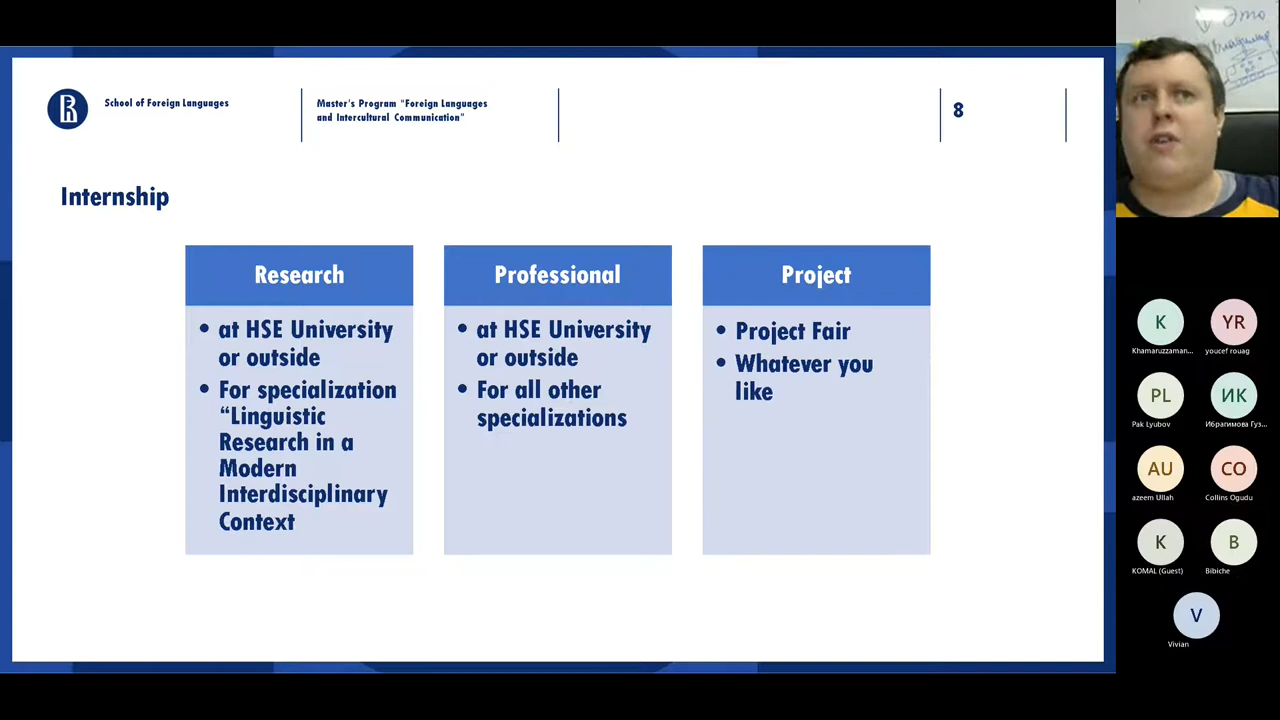 School of Foreign Languages
Master's Program "Foreign Languages
and Intercultural Communication"
8
Internship
Research
• at HSE University
or outside
• For specialization
“Linguistic
Research in a
Modern
Interdisciplinary
Context
Professional
• at HSE University
or outside
• For all other
specializations
Project
• Project Fair
• Whatever you
like
Это
K
Khamaruzzaman...
YR
youcef rouag
PL
Pak Lyubov
ИК
Ибрагимова Гуз...
AU
azeem Ullah
CO
Collins Ogudu
K
KOMAL (Guest)
B
Bibiche
V
Vivian